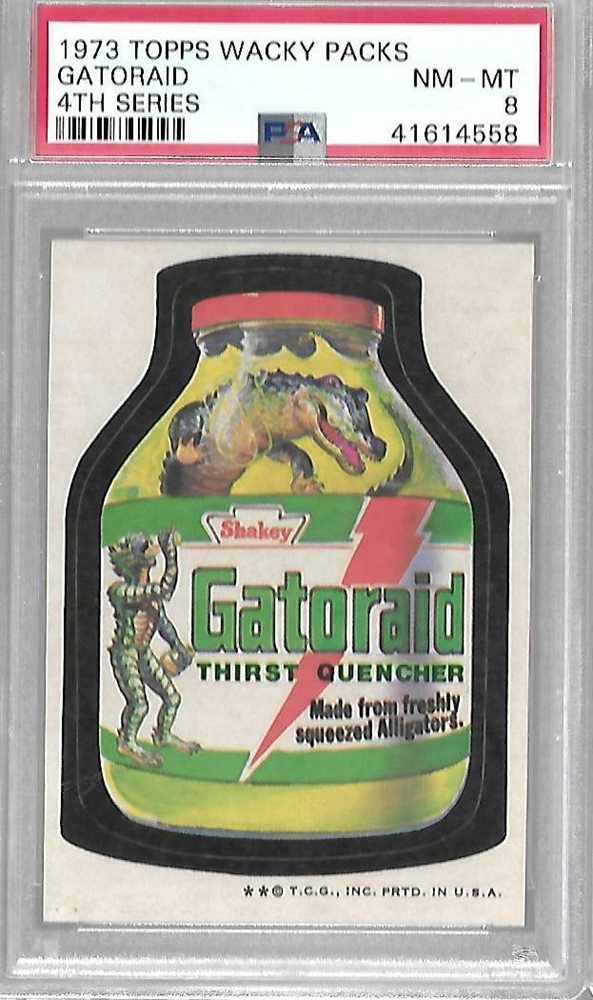 1973 TOPPS WACKY PACKS
GATORAID NM - MT
4TH SERIES 8
PSA 41614558
Shakey
Gatoraid
THIRST QUENCHER
Made from freshly
squeezed Alligators.
**© T.C.G., INC. PRTD. IN U.S.A.